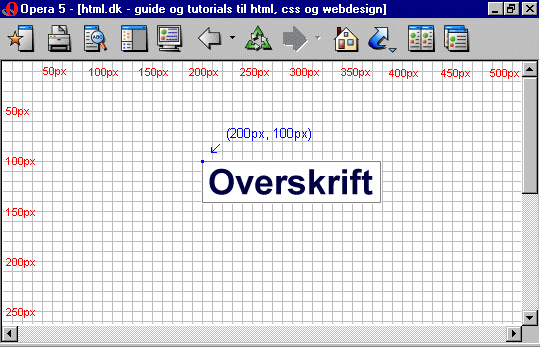 Opera 5 - [html.dk - guide og tutorials til html, css og webdesign]
50px 100px 150px 200px 250px 300px 350px 400px 450px 500px
50px
(200px, 100px)
100px
Overskrift
150px
200px
250px